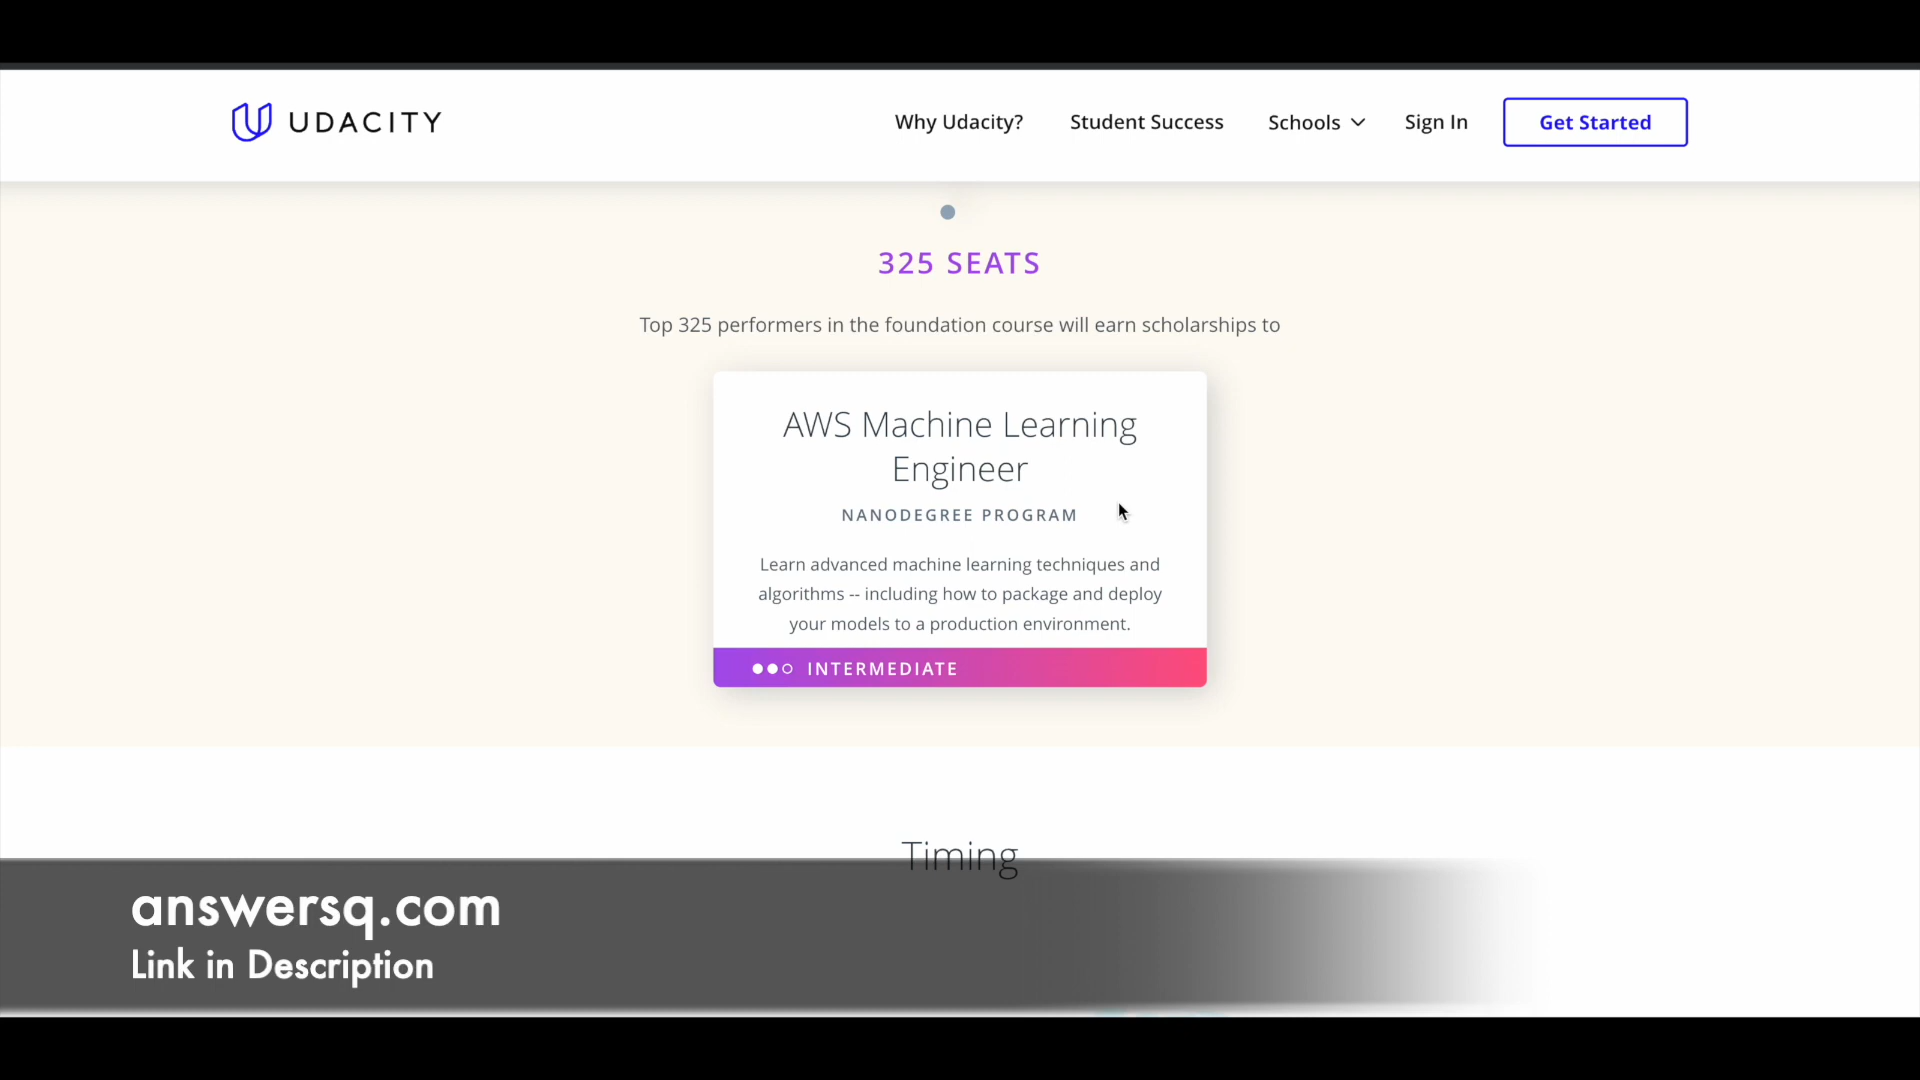 UDACITY
Why Udacity?
Student Success
Schools
Sign In
Get Started
325 SEATS
Top 325 performers in the foundation course will earn scholarships to
AWS Machine Learning
Engineer
NANODEGREE PROGRAM
Learn advanced machine learning techniques and
algorithms -- including how to package and deploy
your models to a production environment.
INTERMEDIATE
Timing
answersq.com
Link in Description